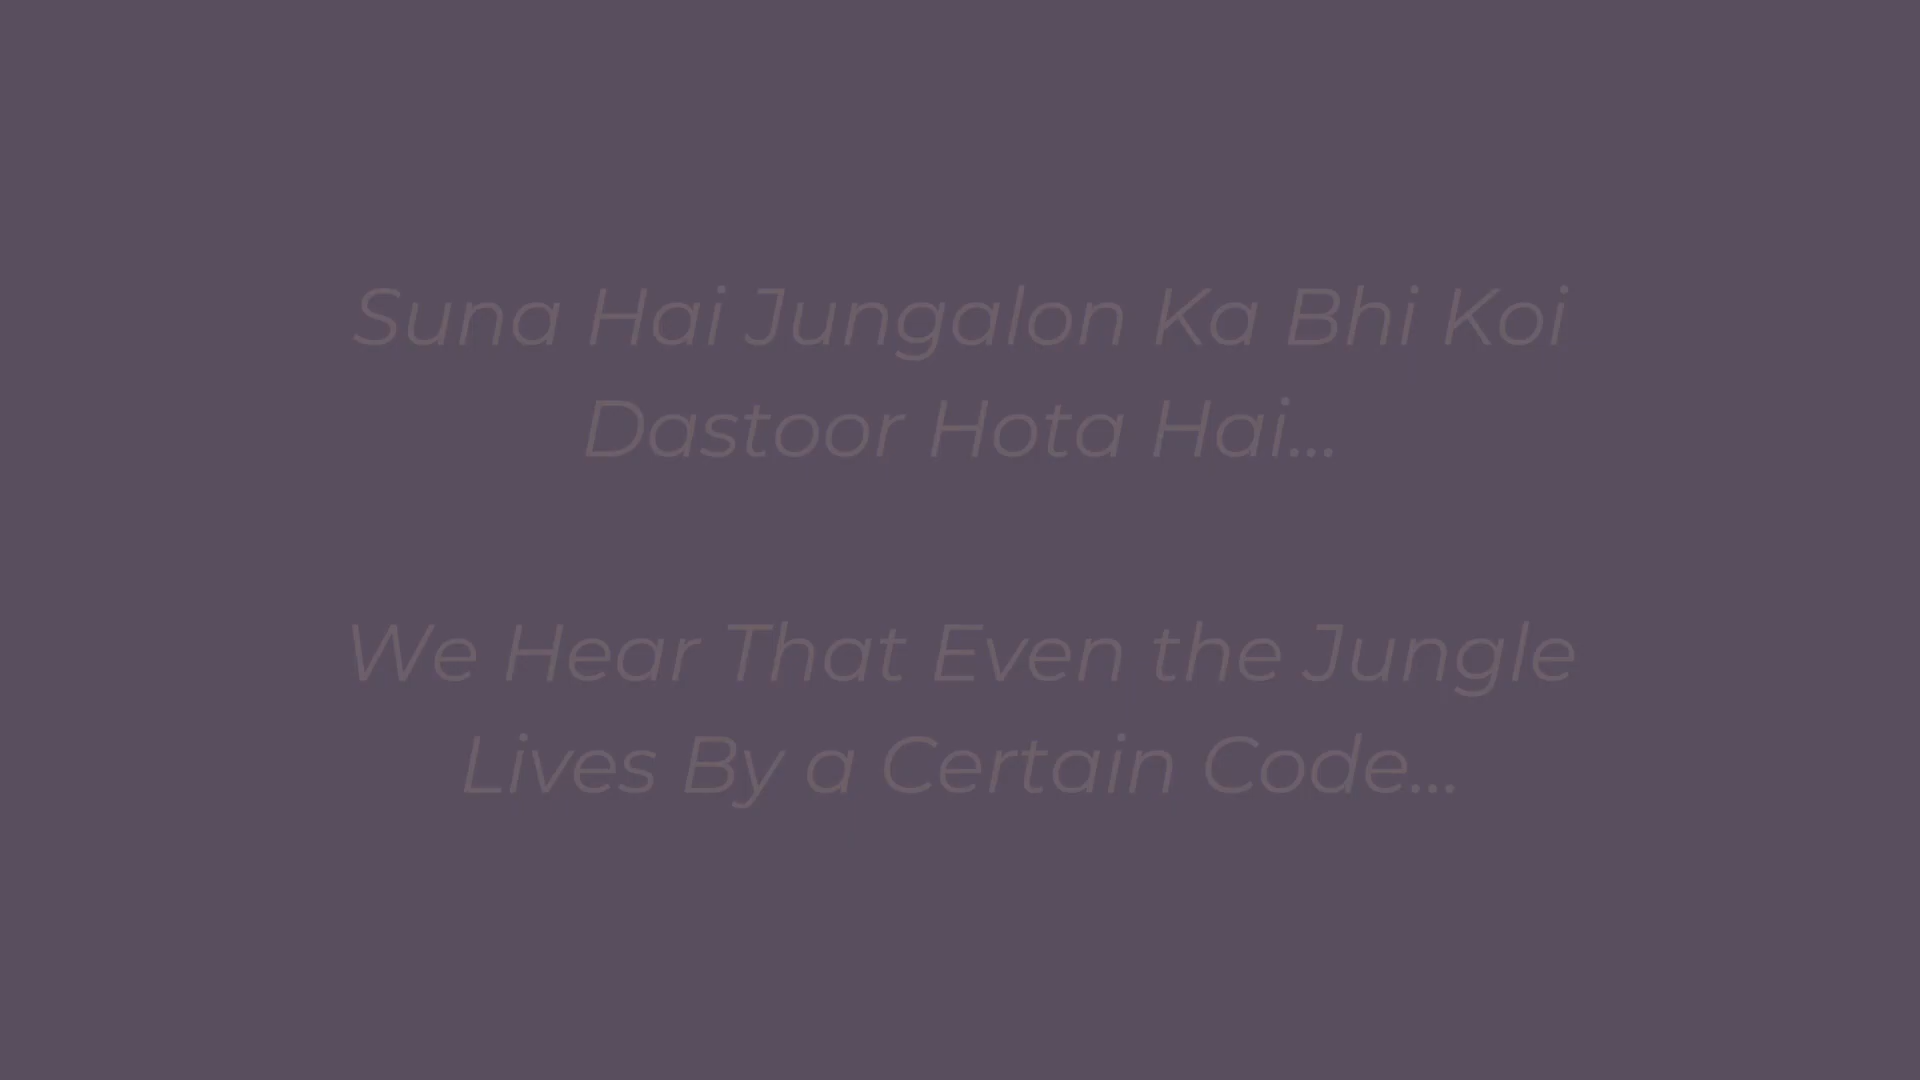 Suna Hai Jungalon Ka Bhi Koi
Dastoor Hota Hai...
We Hear That Even the Jungle
Lives By a Certain Code...